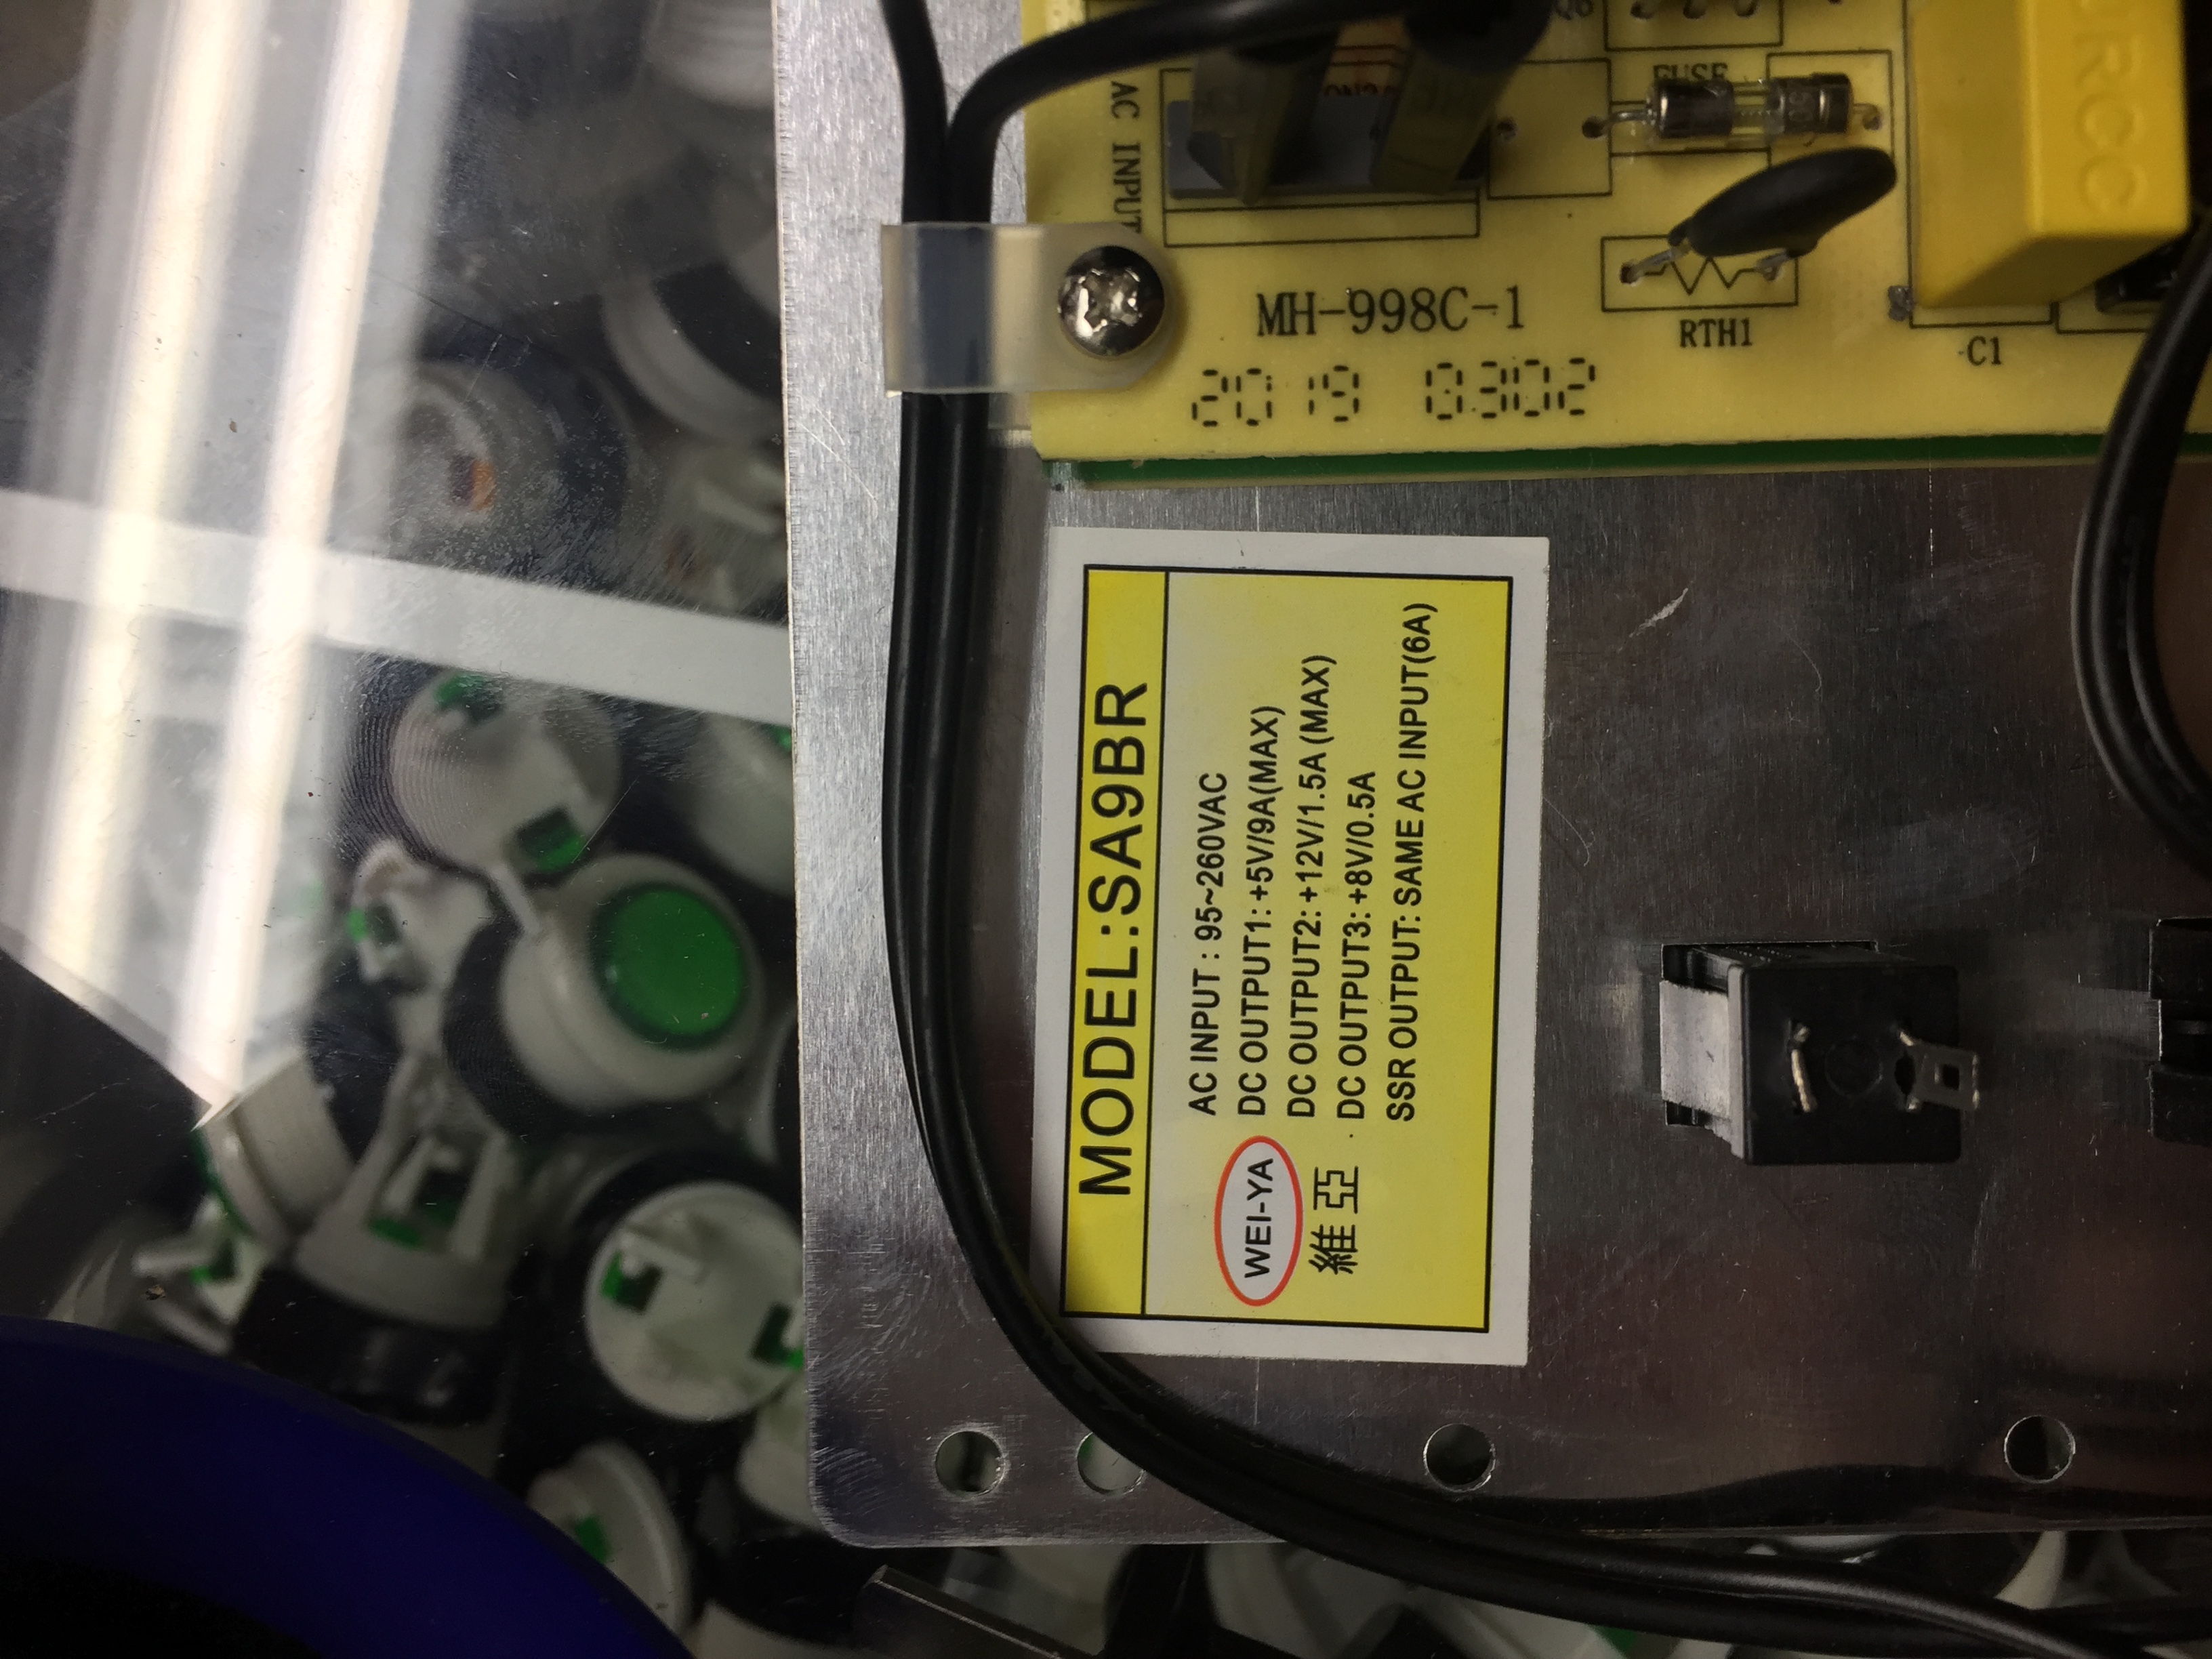 AC INPUT
FUSE
MH-998C-1
RTH1
C1
2019 0302
MODEL:SA9BR
WEI-YA
維亞
AC INPUT : 95~260VAC
DC OUTPUT1: +5V/9A(MAX)
DC OUTPUT2: +12V/1.5A (MAX)
DC OUTPUT3: +8V/0.5A
SSR OUTPUT: SAME AC INPUT(6A)